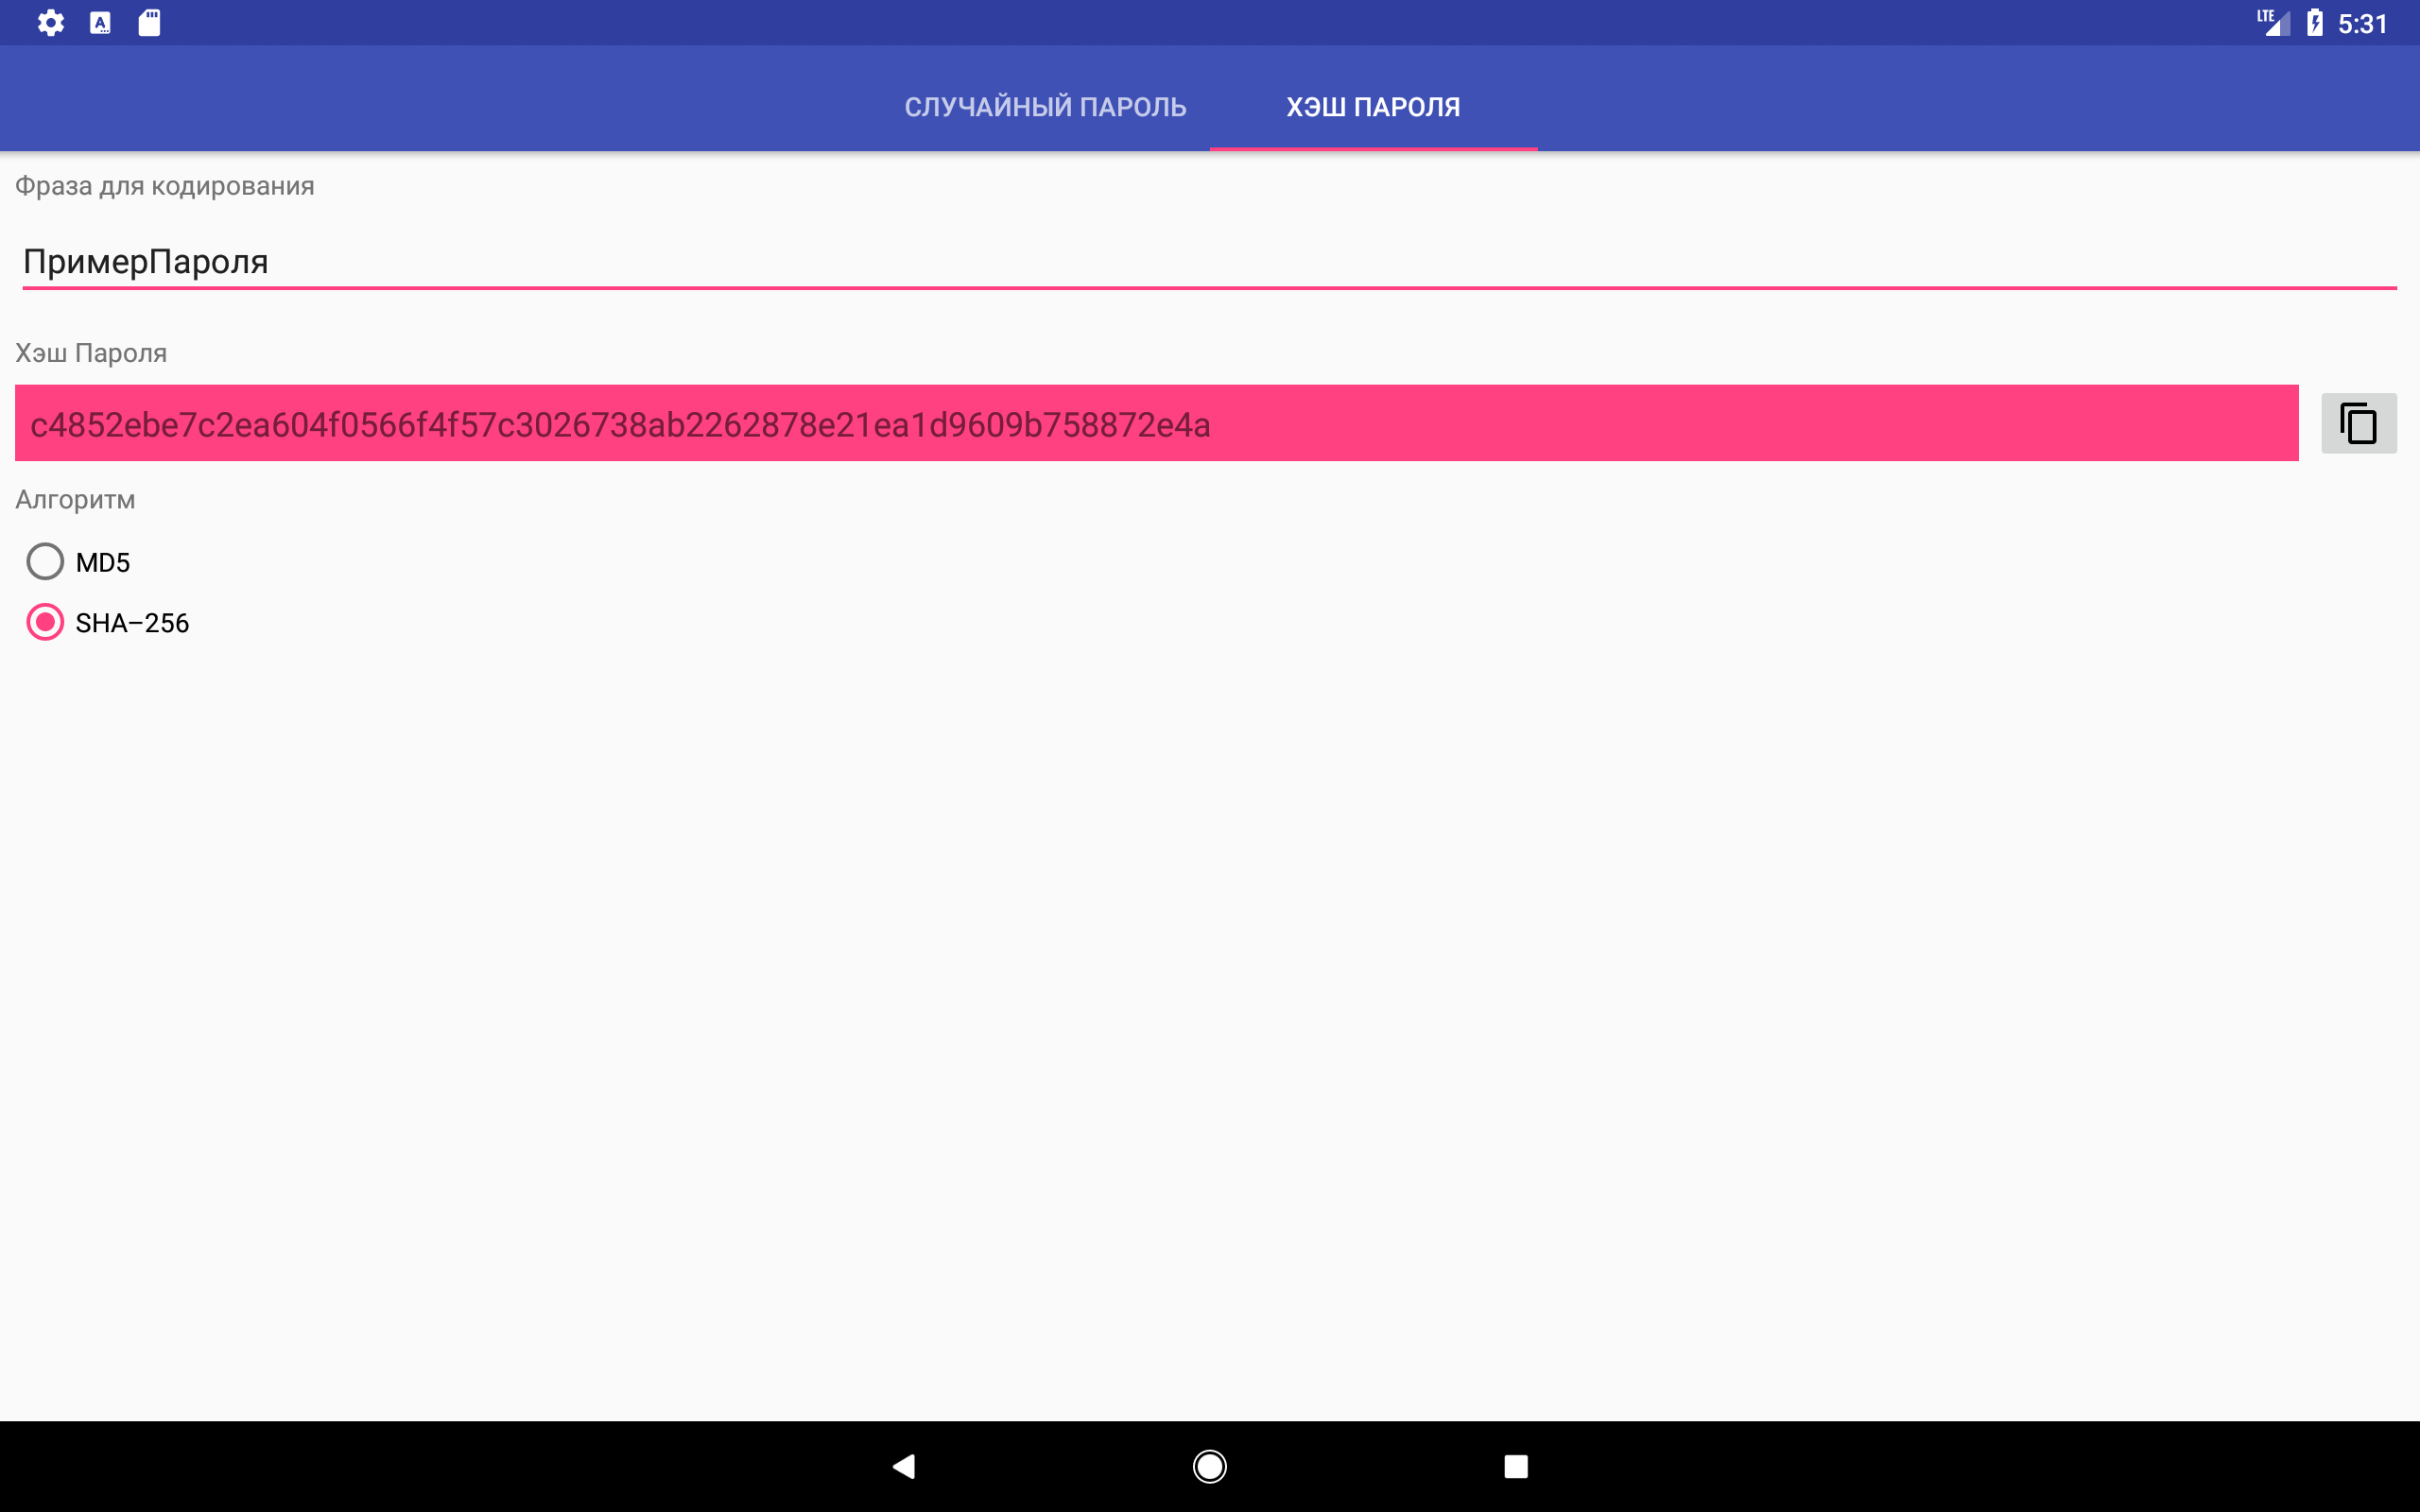 LTE 5:31
СЛУЧАЙНЫЙ ПАРОЛЬ ХЭШ ПАРОЛЯ
Фраза для кодирования
ПримерПароля
Хэш Пароля
c4852ebe7c2ea604f0566f4f57c3026738ab2262878e21ea1d9609b758872e4a
Алгоритм
MD5
SHA–256